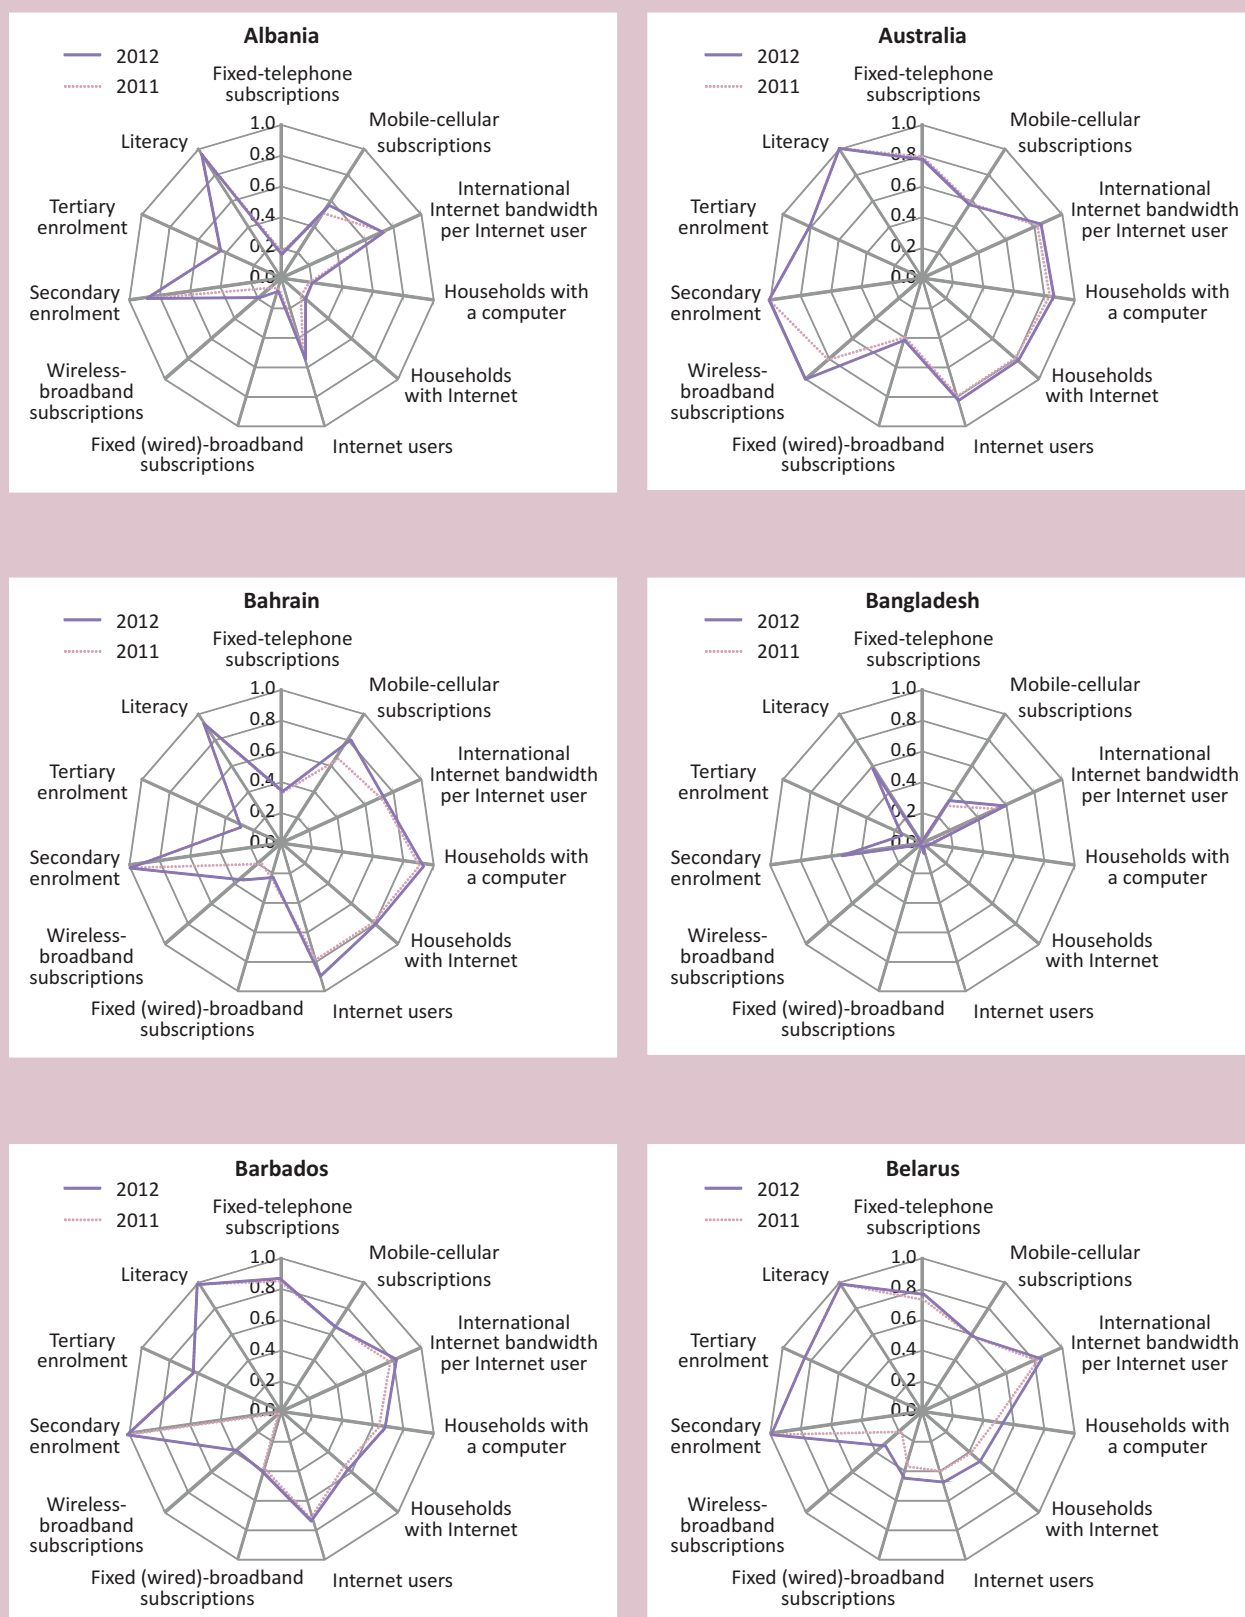 Albania
2012
2011
Fixed-telephone
subscriptions
Mobile-cellular
subscriptions
International
Internet bandwidth
per Internet user
Households with
a computer
Households
with Internet
Internet users
Fixed (wired)-broadband
subscriptions
Wireless-
broadband
subscriptions
Secondary
enrolment
Tertiary
enrolment
Literacy
1.0
0.8
0.6
0.4
0.2
0.0
Australia
2012
2011
Fixed-telephone
subscriptions
Mobile-cellular
subscriptions
International
Internet bandwidth
per Internet user
Households with
a computer
Households
with Internet
Internet users
Fixed (wired)-broadband
subscriptions
Wireless-
broadband
subscriptions
Secondary
enrolment
Tertiary
enrolment
Literacy
1.0
0.8
0.6
0.4
0.2
0.0
Bahrain
2012
2011
Fixed-telephone
subscriptions
Mobile-cellular
subscriptions
International
Internet bandwidth
per Internet user
Households with
a computer
Households
with Internet
Internet users
Fixed (wired)-broadband
subscriptions
Wireless-
broadband
subscriptions
Secondary
enrolment
Tertiary
enrolment
Literacy
1.0
0.8
0.6
0.4
0.2
0.0
Bangladesh
2012
2011
Fixed-telephone
subscriptions
Mobile-cellular
subscriptions
International
Internet bandwidth
per Internet user
Households with
a computer
Households
with Internet
Internet users
Fixed (wired)-broadband
subscriptions
Wireless-
broadband
subscriptions
Secondary
enrolment
Tertiary
enrolment
Literacy
1.0
0.8
0.6
0.4
0.2
0.0
Barbados
2012
2011
Fixed-telephone
subscriptions
Mobile-cellular
subscriptions
International
Internet bandwidth
per Internet user
Households with
a computer
Households
with Internet
Internet users
Fixed (wired)-broadband
subscriptions
Wireless-
broadband
subscriptions
Secondary
enrolment
Tertiary
enrolment
Literacy
1.0
0.8
0.6
0.4
0.2
0.0
Belarus
2012
2011
Fixed-telephone
subscriptions
Mobile-cellular
subscriptions
International
Internet bandwidth
per Internet user
Households with
a computer
Households
with Internet
Internet users
Fixed (wired)-broadband
subscriptions
Wireless-
broadband
subscriptions
Secondary
enrolment
Tertiary
enrolment
Literacy
1.0
0.8
0.6
0.4
0.2
0.0